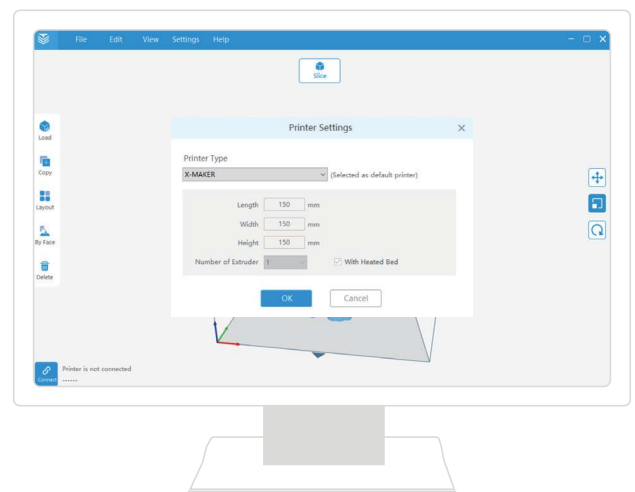 File Edit View Settings Help
Slice
Load
Copy
Layout
By Face
Delete
Printer Settings
Printer Type
X-MAKER (Selected as default printer)
Length 150 mm
Width 150 mm
Height 150 mm
Number of Extruder 1 With Heated Bed
OK Cancel
Connect
Printer is not connected
------